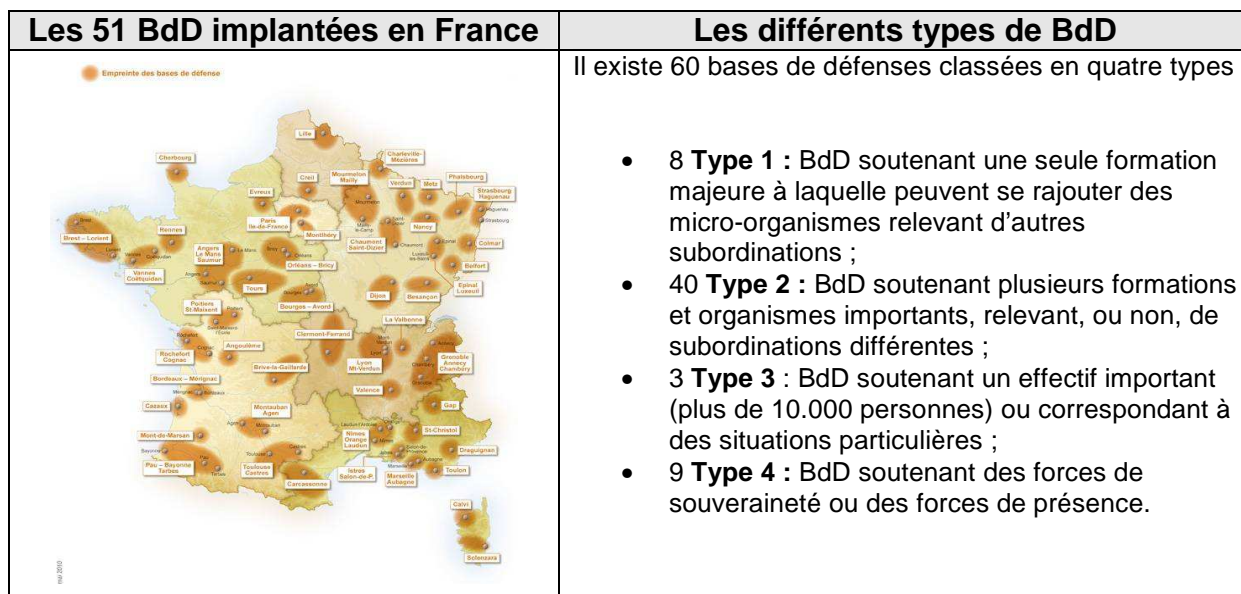 Les 51 BdD implantées en France
Les différents types de BdD
Empreinte des bases de défense
Lille
Cherbourg
Charleville-
Mézières
Creil
Mourmelon
Mailly
Verdun
Metz
Phalsbourg
Strasbourg
Haguenau
Evreux
Paris
Ile-de-France
Montlhéry
Nancy
Brest – Lorient
Rennes
Angers
Le Mans
Saumur
Chaumont
Saint-Dizier
Colmar
Orléans – Bricy
Belfort
Vannes
Coëtquidan
Tours
Epinal
Luxeuil
Bourges – Avord
Dijon
Besançon
Poitiers
St-Maixent
La Valbonne
Clermont-Ferrand
Rochefort
Cognac
Angoulême
Lyon
Mt-Verdun
Grenoble
Annecy
Chambéry
Brive-la-Gaillarde
Bordeaux – Mérignac
Valence
Cazaux
Gap
Montauban
Agen
Mont-de-Marsan
Nîmes
Orange
Laudun
St-Christol
Draguignan
Pau – Bayonne
Tarbes
Toulouse
Castres
Carcassonne
Istres
Salon-de-P.
Marseille
Aubagne
Toulon
Calvi
Solenzara
mai 2010
Il existe 60 bases de défenses classées en quatre types
• 8 Type 1 : BdD soutenant une seule formation
majeure à laquelle peuvent se rajouter des
micro-organismes relevant d’autres
subordinations ;
• 40 Type 2 : BdD soutenant plusieurs formations
et organismes importants, relevant, ou non, de
subordinations différentes ;
• 3 Type 3 : BdD soutenant un effectif important
(plus de 10.000 personnes) ou correspondant à
des situations particulières ;
• 9 Type 4 : BdD soutenant des forces de
souveraineté ou des forces de présence.